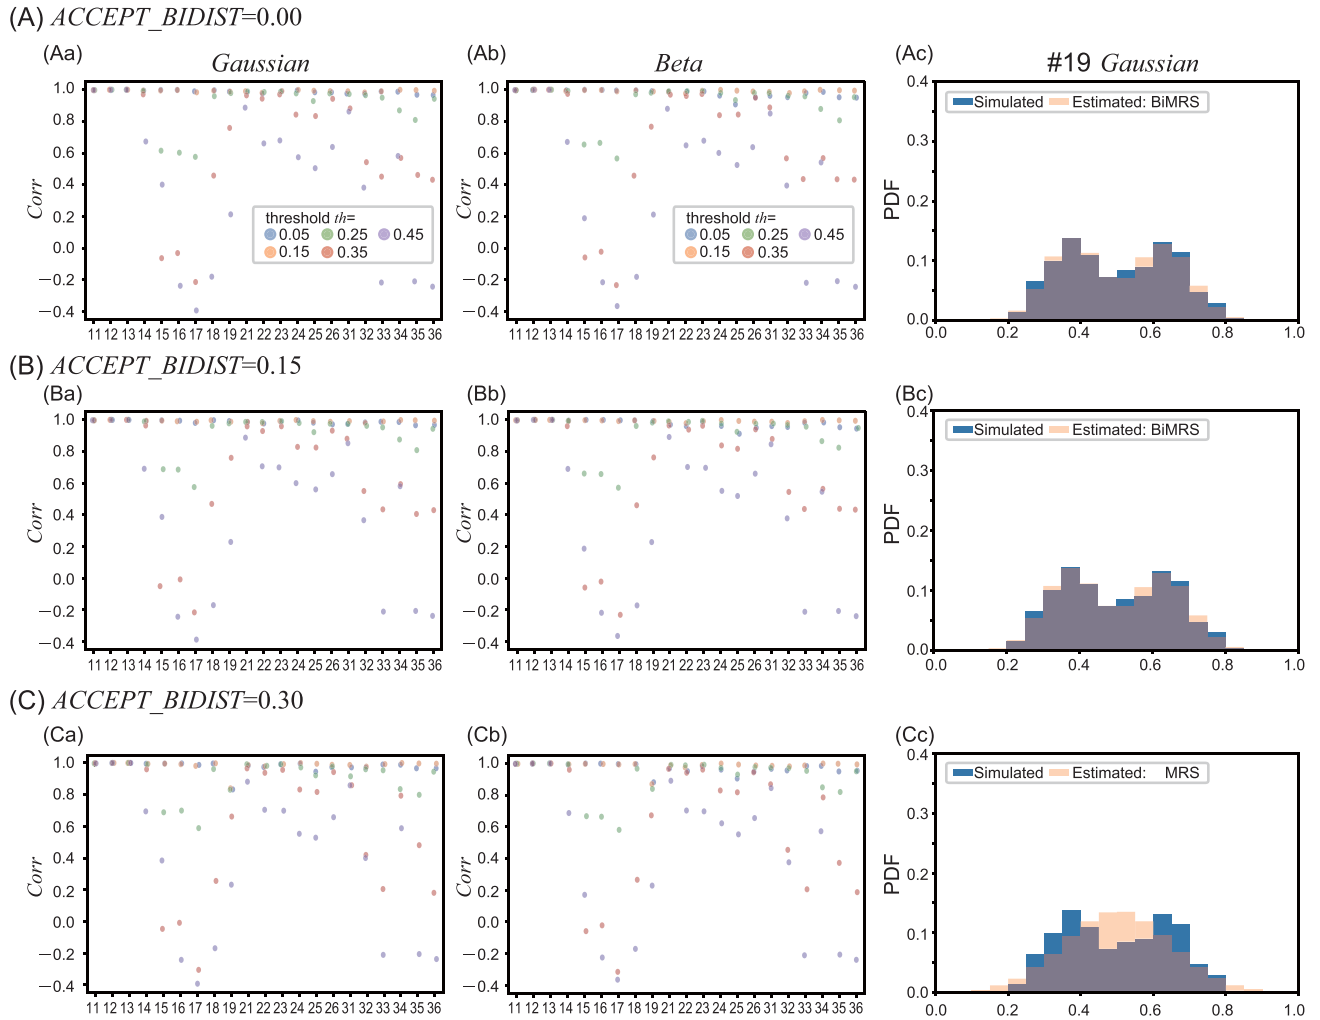 (A) ACCEPT_BIDIST=0.00
(Aa)
Gaussian
(Ab)
Beta
(Ac)
#19 Gaussian
Corr
1.0
0.8
0.6
0.4
0.2
0.0
−0.2
−0.4
threshold th=
0.05 0.25 0.45
0.15 0.35
11 12 13 14 15 16 17 18 19 21 22 23 24 25 26 31 32 33 34 35 36
Corr
1.0
0.8
0.6
0.4
0.2
0.0
−0.2
−0.4
threshold th=
0.05 0.25 0.45
0.15 0.35
11 12 13 14 15 16 17 18 19 21 22 23 24 25 26 31 32 33 34 35 36
PDF
0.4
0.3
0.2
0.1
0.0
Simulated Estimated: BiMRS
0.0 0.2 0.4 0.6 0.8 1.0
(B) ACCEPT_BIDIST=0.15
(Ba)
(Bb)
(Bc)
Corr
1.0
0.8
0.6
0.4
0.2
0.0
−0.2
−0.4
11 12 13 14 15 16 17 18 19 21 22 23 24 25 26 31 32 33 34 35 36
Corr
1.0
0.8
0.6
0.4
0.2
0.0
−0.2
−0.4
11 12 13 14 15 16 17 18 19 21 22 23 24 25 26 31 32 33 34 35 36
PDF
0.4
0.3
0.2
0.1
0.0
Simulated Estimated: BiMRS
0.0 0.2 0.4 0.6 0.8 1.0
(C) ACCEPT_BIDIST=0.30
(Ca)
(Cb)
(Cc)
Corr
1.0
0.8
0.6
0.4
0.2
0.0
−0.2
−0.4
11 12 13 14 15 16 17 18 19 21 22 23 24 25 26 31 32 33 34 35 36
Corr
1.0
0.8
0.6
0.4
0.2
0.0
−0.2
−0.4
11 12 13 14 15 16 17 18 19 21 22 23 24 25 26 31 32 33 34 35 36
PDF
0.4
0.3
0.2
0.1
0.0
Simulated Estimated: MRS
0.0 0.2 0.4 0.6 0.8 1.0